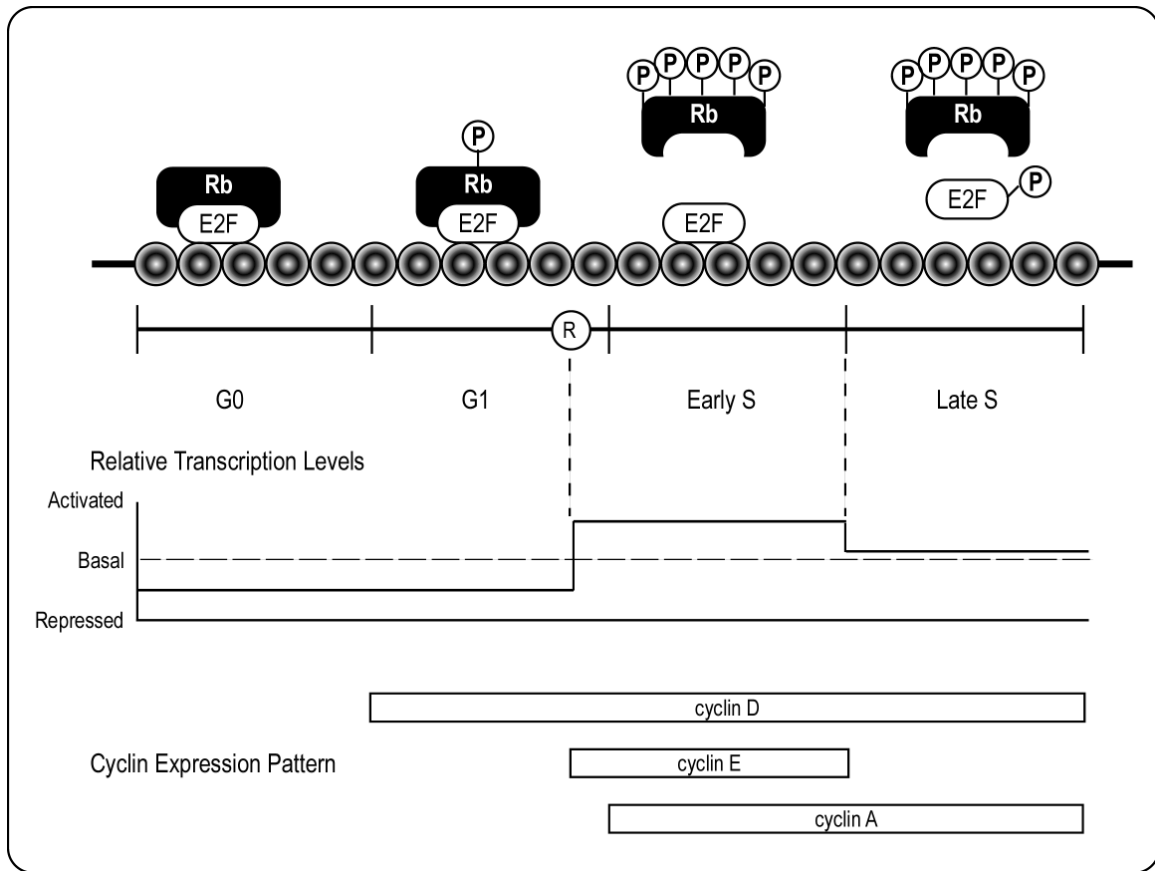 P P P P P P P P P P
Rb Rb
P
Rb Rb E2F P
E2F E2F E2F
R
G0 G1 Early S Late S
Relative Transcription Levels
Activated
Basal
Repressed
cyclin D
Cyclin Expression Pattern cyclin E
cyclin A